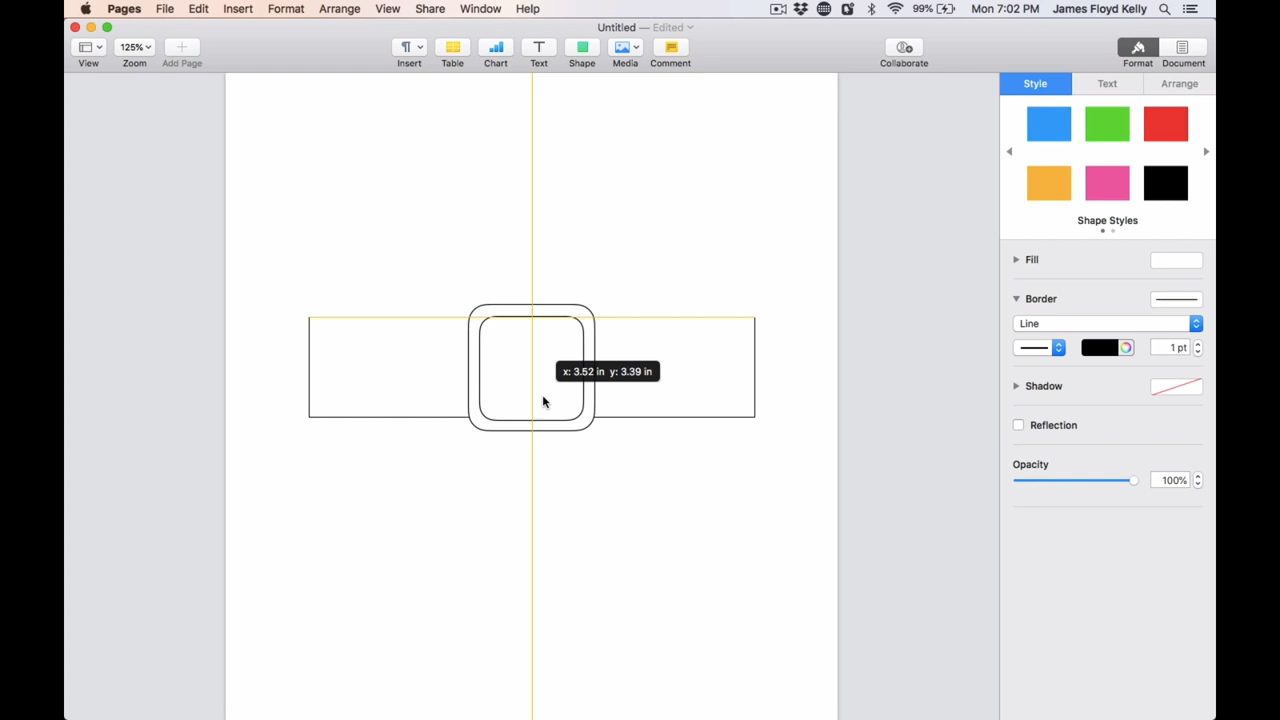 Pages File Edit Insert Format Arrange View Share Window Help 99% Mon 7:02 PM James Floyd Kelly
Untitled — Edited
125%
View Zoom Add Page Insert Table Chart Text Shape Media Comment Collaborate Format Document
Style Text Arrange
Shape Styles
Fill
Border
Line
1 pt
x: 3.52 in y: 3.39 in
Shadow
Reflection
Opacity
100%